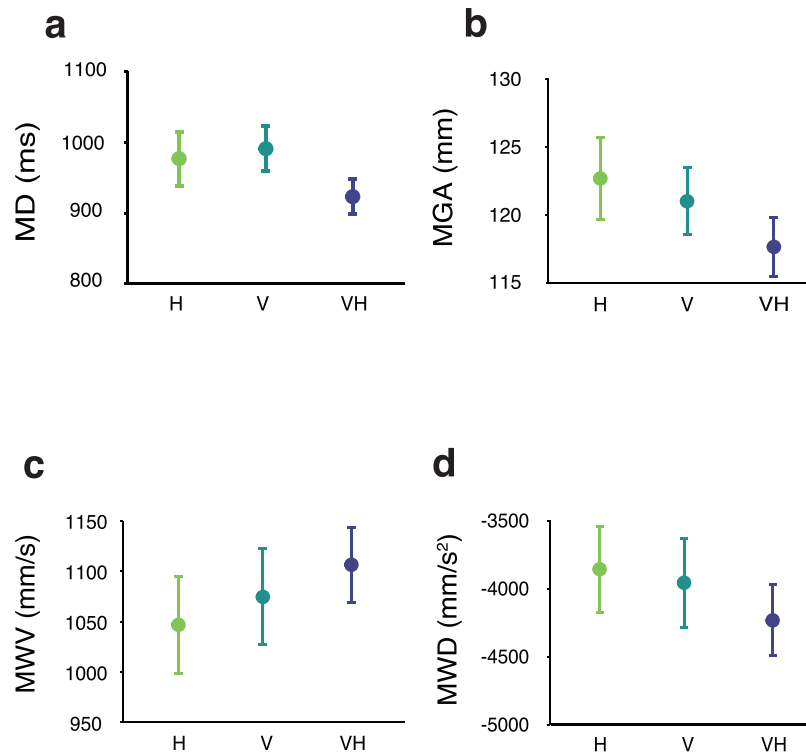 a
MD (ms)
1100
1000
900
800
H V VH
b
MGA (mm)
130
125
120
115
H V VH
c
MWV (mm/s)
1150
1100
1050
1000
950
H V VH
d
MWD (mm/s²)
-3500
-4000
-4500
-5000
H V VH